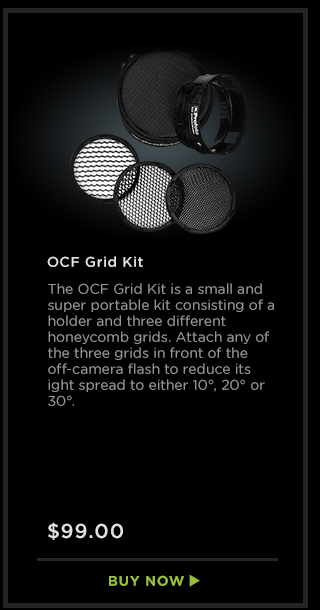 Profoto
OCF Grid Kit
The OCF Grid Kit is a small and
super portable kit consisting of a
holder and three different
honeycomb grids. Attach any of
the three grids in front of the
off-camera flash to reduce its
ight spread to either 10°, 20° or
30°.
$99.00
BUY NOW ▶